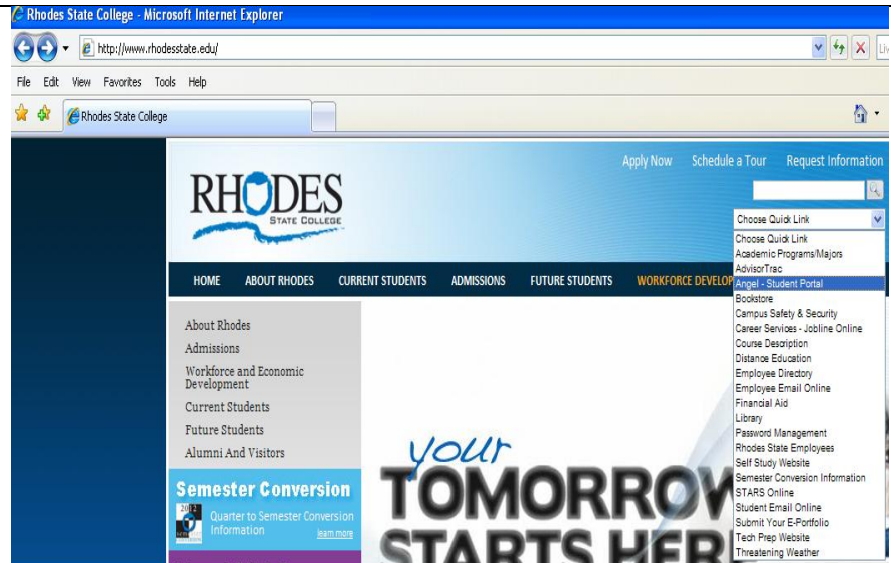 Rhodes State College - Microsoft Internet Explorer
http://www.rhodesstate.edu/
File Edit View Favorites Tools Help
Rhodes State College
Apply Now Schedule a Tour Request Information
RHODES
STATE COLLEGE
Choose Quick Link
HOME ABOUT RHODES CURRENT STUDENTS ADMISSIONS FUTURE STUDENTS WORKFORCE DEVELOP
Choose Quick Link
Academic Programs/Majors
AdvisorTrac
Angel - Student Portal
Bookstore
Campus Safety & Security
Career Services - Jobline Online
Course Description
Distance Education
Employee Directory
Employee Email Online
Financial Aid
Library
Password Management
Rhodes State Employees
Self Study Website
Semester Conversion Information
STARS Online
Student Email Online
Submit Your E-Portfolio
Tech Prep Website
Threatening Weather
About Rhodes
Admissions
Workforce and Economic
Development
Current Students
Future Students
Alumni And Visitors
Semester Conversion
2012
Quarter to Semester Conversion
Information learn more
your
TOMORROW
STARTS HER